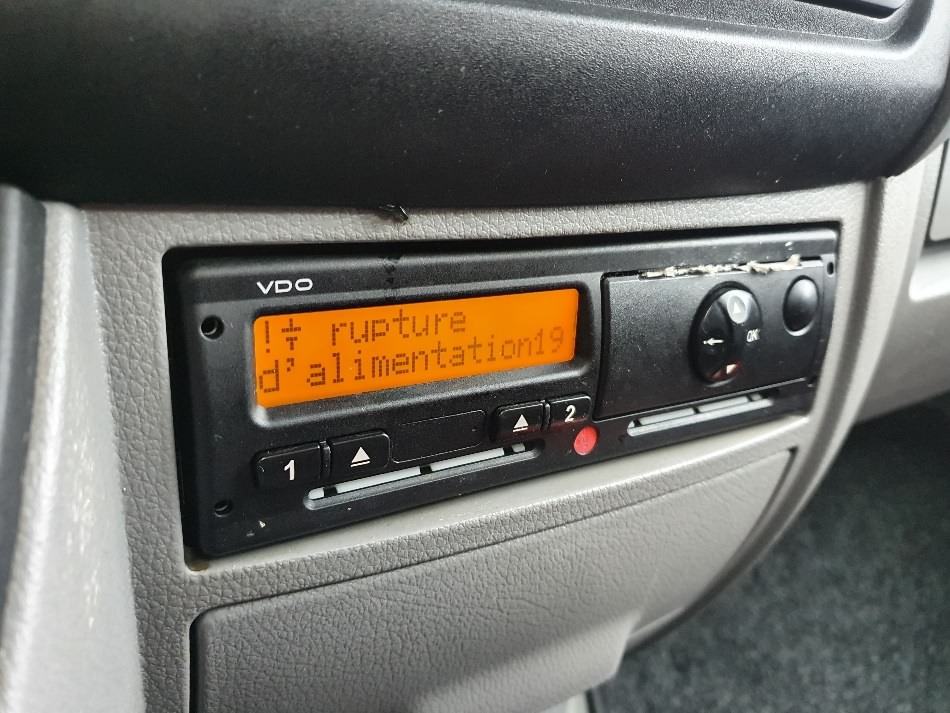 VDO
!⍭ rupture
d'alimentation19
OK
1
2